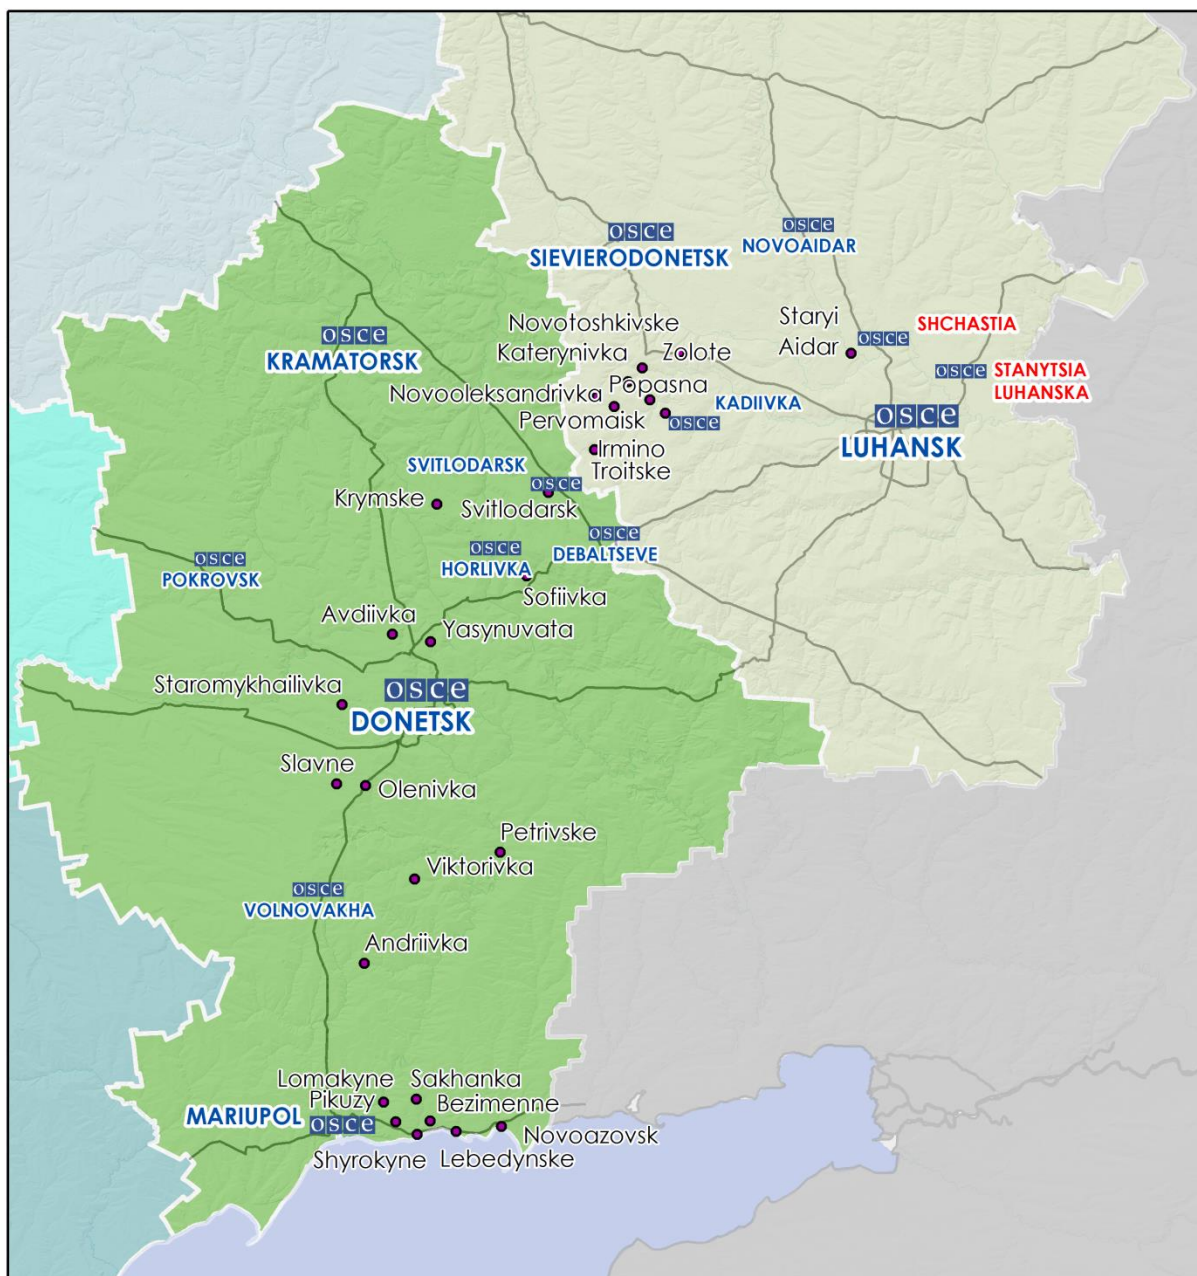 osce
SIEVIERODONETSK
osce
NOVOAIDAR
osce
KRAMATORSK
Novotoshkivske
Katerynivka
Zolote
Staryi
Aidar
osce
SHCHASTIA
osce
STANYTSIA
LUHANSKA
Novooleksandrivka
Popasna
Pervomaisk
osce
KADIIVKA
osce
LUHANSK
Irmino
Troitske
SVITLODARSK
osce
Svitlodarsk
Krymske
osce
HORLIVKA
osce
DEBALTSEVE
osce
POKROVSK
Sofiivka
Avdiivka
Yasynuvata
Staromykhailivka
osce
DONETSK
Slavne
Olenivka
Petrivske
Viktorivka
osce
VOLNOVAKHA
Andriivka
Lomakyne
Sakhanka
Pikuzy
Bezimenne
MARIUPOL
osce
Novoazovsk
Shyrokyne
Lebedynske